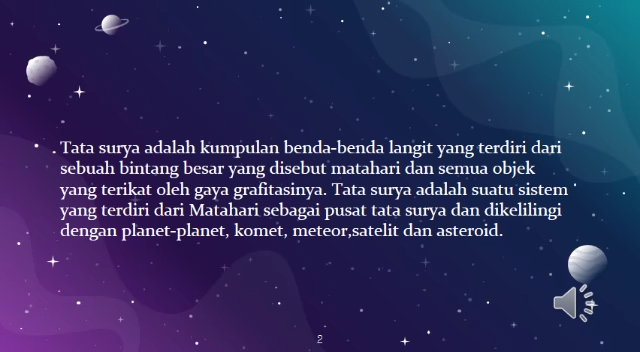 . Tata surya adalah kumpulan benda-benda langit yang terdiri dari
sebuah bintang besar yang disebut matahari dan semua objek
yang terikat oleh gaya grafitasinya. Tata surya adalah suatu sistem
yang terdiri dari Matahari sebagai pusat tata surya dan dikelilingi
dengan planet-planet, komet, meteor,satelit dan asteroid.
2